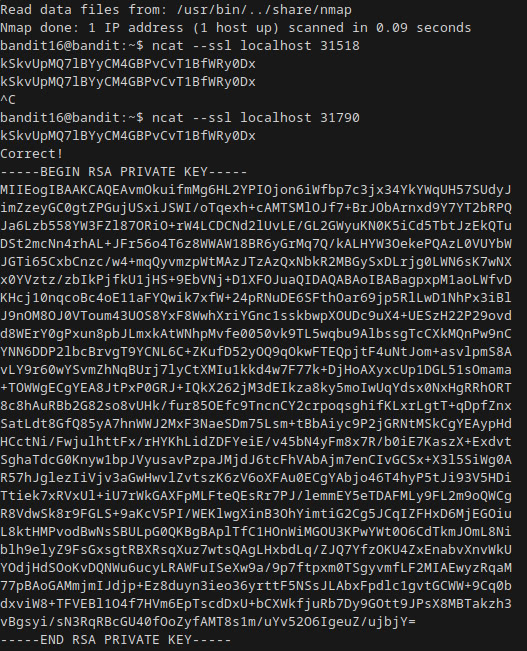 Read data files from: /usr/bin/../share/nmap
Nmap done: 1 IP address (1 host up) scanned in 0.09 seconds
bandit16@bandit:~$ ncat --ssl localhost 31518
kSkvUpMQ7lBYyCM4GBPvCvT1BfWRy0Dx
kSkvUpMQ7lBYyCM4GBPvCvT1BfWRy0Dx
^C
bandit16@bandit:~$ ncat --ssl localhost 31790
kSkvUpMQ7lBYyCM4GBPvCvT1BfWRy0Dx
Correct!
-----BEGIN RSA PRIVATE KEY-----
MIIEogIBAAKCAQEAvmOkuifmMg6HL2YPIOjon6iWfbp7c3jx34YkYWqUH57SUdyJ
imZzeyGC0gtZPGujUSxiJSWI/oTqexh+cAMTSMlOJf7+BrJObArnxd9Y7YT2bRPQ
Ja6Lzb558YW3FZl87ORiO+rW4LCDCNd2lUvLE/GL2GWyuKN0K5iCd5TbtJzEkQTu
DSt2mcNn4rhAL+JFr56o4T6z8WWAW18BR6yGrMq7Q/kALHYW3OekePQAzL0VUYbW
JGTi65CxbCnzc/w4+mqQyvmzpWtMAzJTzAzQxNbkR2MBGySxDLrjg0LWN6sK7wNX
x0YVztz/zbIkPjfkU1jHS+9EbVNj+D1XFOJuaQIDAQABAoIBABagpxpM1aoLWfvD
KHcj10nqcoBc4oE11aFYQwik7xfW+24pRNuDE6SFthOar69jp5RlLwD1NhPx3iBl
J9nOM8OJ0VToum43UOS8YxF8WwhXriYGnc1sskbwpXOUDc9uX4+UESzH22P29ovd
d8WErY0gPxun8pbJLmxkAtWNhpMvfe0050vk9TL5wqbu9AlbssgTcCXkMQnPw9nC
YNN6DDP2lbcBrvgT9YCNL6C+ZKufD52yOQ9qOkwFTEQpjtF4uNtJom+asvlpmS8A
vLY9r60wYSvmZhNqBUrj7lyCtXMIu1kkd4w7F77k+DjHoAXyxcUp1DGL51sOmama
+TOWWgECgYEA8JtPxP0GRJ+IQkX262jM3dEIkza8ky5moIwUqYdsx0NxHgRRhORT
8c8hAuRBb2G82so8vUHk/fur85OEfc9TncnCY2crpoqsghifKLxrLgtT+qDpfZnx
SatLdt8GfQ85yA7hnWWJ2MxF3NaeSDm75Lsm+tBbAiyc9P2jGRNtMSkCgYEAypHd
HCctNi/FwjulhttFx/rHYKhLidZDFYeiE/v45bN4yFm8x7R/b0iE7KaszX+Exdvt
SghaTdcG0Knyw1bpJVyusavPzpaJMjdJ6tcFhVAbAjm7enCIvGCSx+X3l5SiWg0A
R57hJglezIiVjv3aGwHwvlZvtszK6zV6oXFAu0ECgYAbjo46T4hyP5tJi93V5HDi
Ttiek7xRVxUl+iU7rWkGAXFpMLFteQEsRr7PJ/lemmEY5eTDAFMLy9FL2m9oQWCg
R8VdwSk8r9FGLS+9aKcV5PI/WEKlwgXinB3OhYimtiG2Cg5JCqIZFHxD6MjEGOiu
L8ktHMPvodBwNsSBULpG0QKBgBAplTfC1HOnWiMGOU3KPwYWt0O6CdTkmJOmL8Ni
blh9elyZ9FsGxsgtRBXRsqXuz7wtsQAgLHxbdLq/ZJQ7YfzOKU4ZxEnabvXnvWkU
YOdjHdSOoKvDQNWu6ucyLRAWFuISeXw9a/9p7ftpxm0TSgyvmfLF2MIAEwyzRqaM
77pBAoGAMmjmIJdjp+Ez8duyn3ieo36yrttF5NSsJLAbxFpdlc1gvtGCWW+9Cq0b
dxviW8+TFVEBl1O4f7HVm6EpTscdDxU+bCXWkfjuRb7Dy9GOtt9JPsX8MBTakzh3
vBgsyi/sN3RqRBcGU40fOoZyfAMT8s1m/uYv52O6IgeuZ/ujbjY=
-----END RSA PRIVATE KEY-----